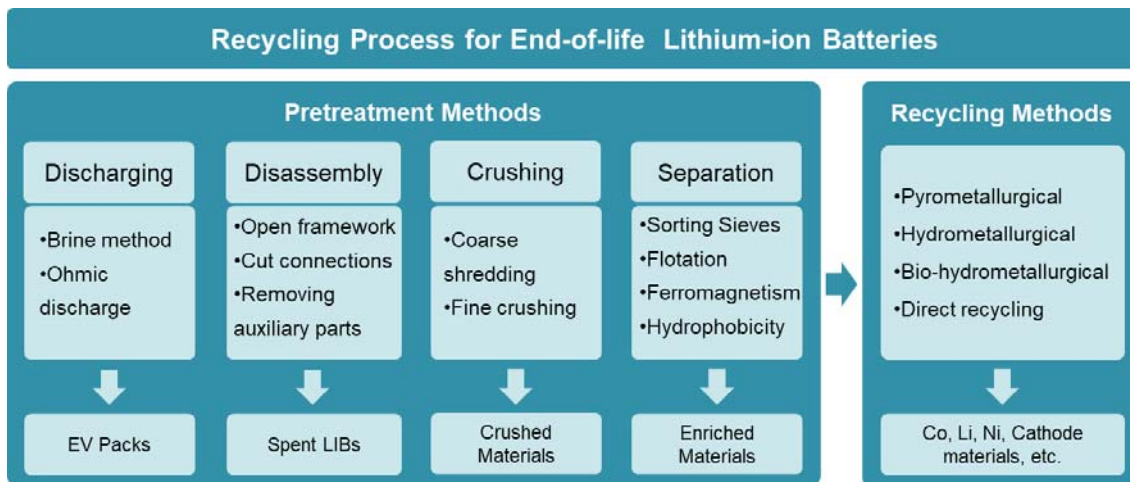 Recycling Process for End-of-life Lithium-ion Batteries
Pretreatment Methods
Discharging
•Brine method
•Ohmic
discharge
EV Packs
Disassembly
•Open framework
•Cut connections
•Removing
auxiliary parts
Spent LIBs
Crushing
•Coarse
shredding
•Fine crushing
Crushed
Materials
Separation
•Sorting Sieves
•Flotation
•Ferromagnetism
•Hydrophobicity
Enriched
Materials
Recycling Methods
•Pyrometallurgical
•Hydrometallurgical
•Bio-hydrometallurgical
•Direct recycling
Co, Li, Ni, Cathode
materials, etc.